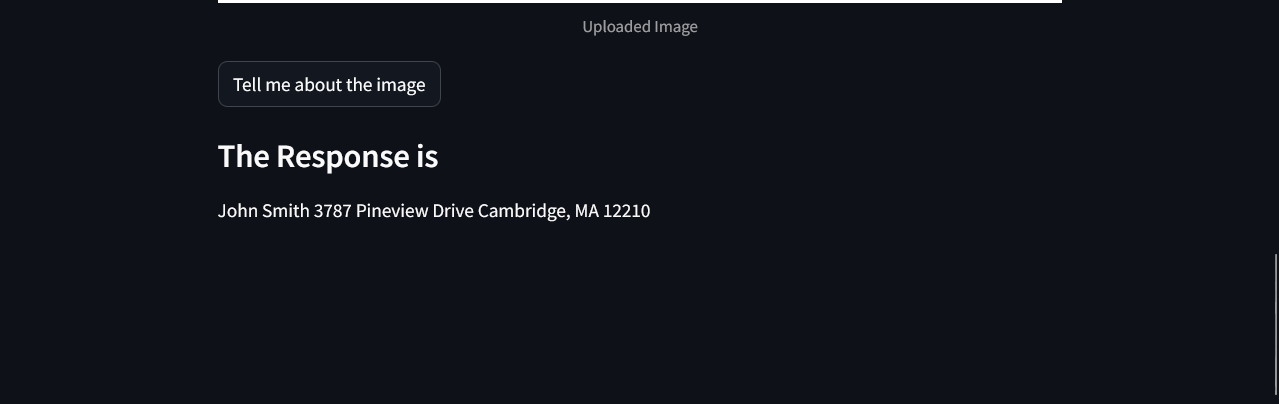 Uploaded Image
Tell me about the image
The Response is
John Smith 3787 Pineview Drive Cambridge, MA 12210